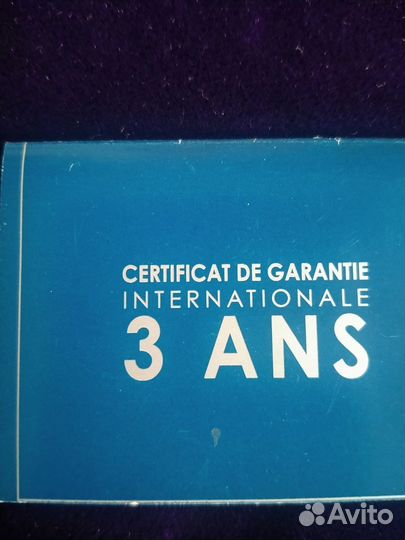 CERTIFICAT DE GARANTIE
INTERNATIONALE
3 ANS
Avito